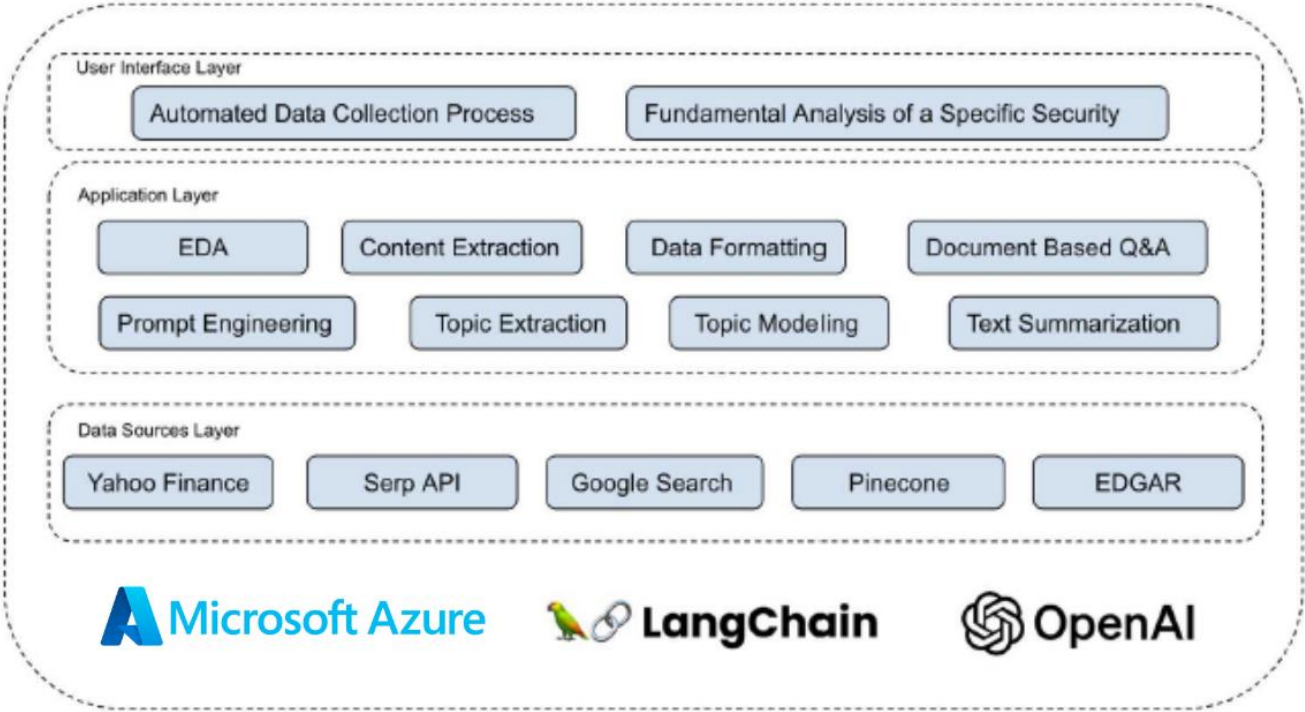 User Interface Layer
Automated Data Collection Process
Fundamental Analysis of a Specific Security
Application Layer
EDA
Content Extraction
Data Formatting
Document Based Q&A
Prompt Engineering
Topic Extraction
Topic Modeling
Text Summarization
Data Sources Layer
Yahoo Finance
Serp API
Google Search
Pinecone
EDGAR
Microsoft Azure
LangChain
OpenAI